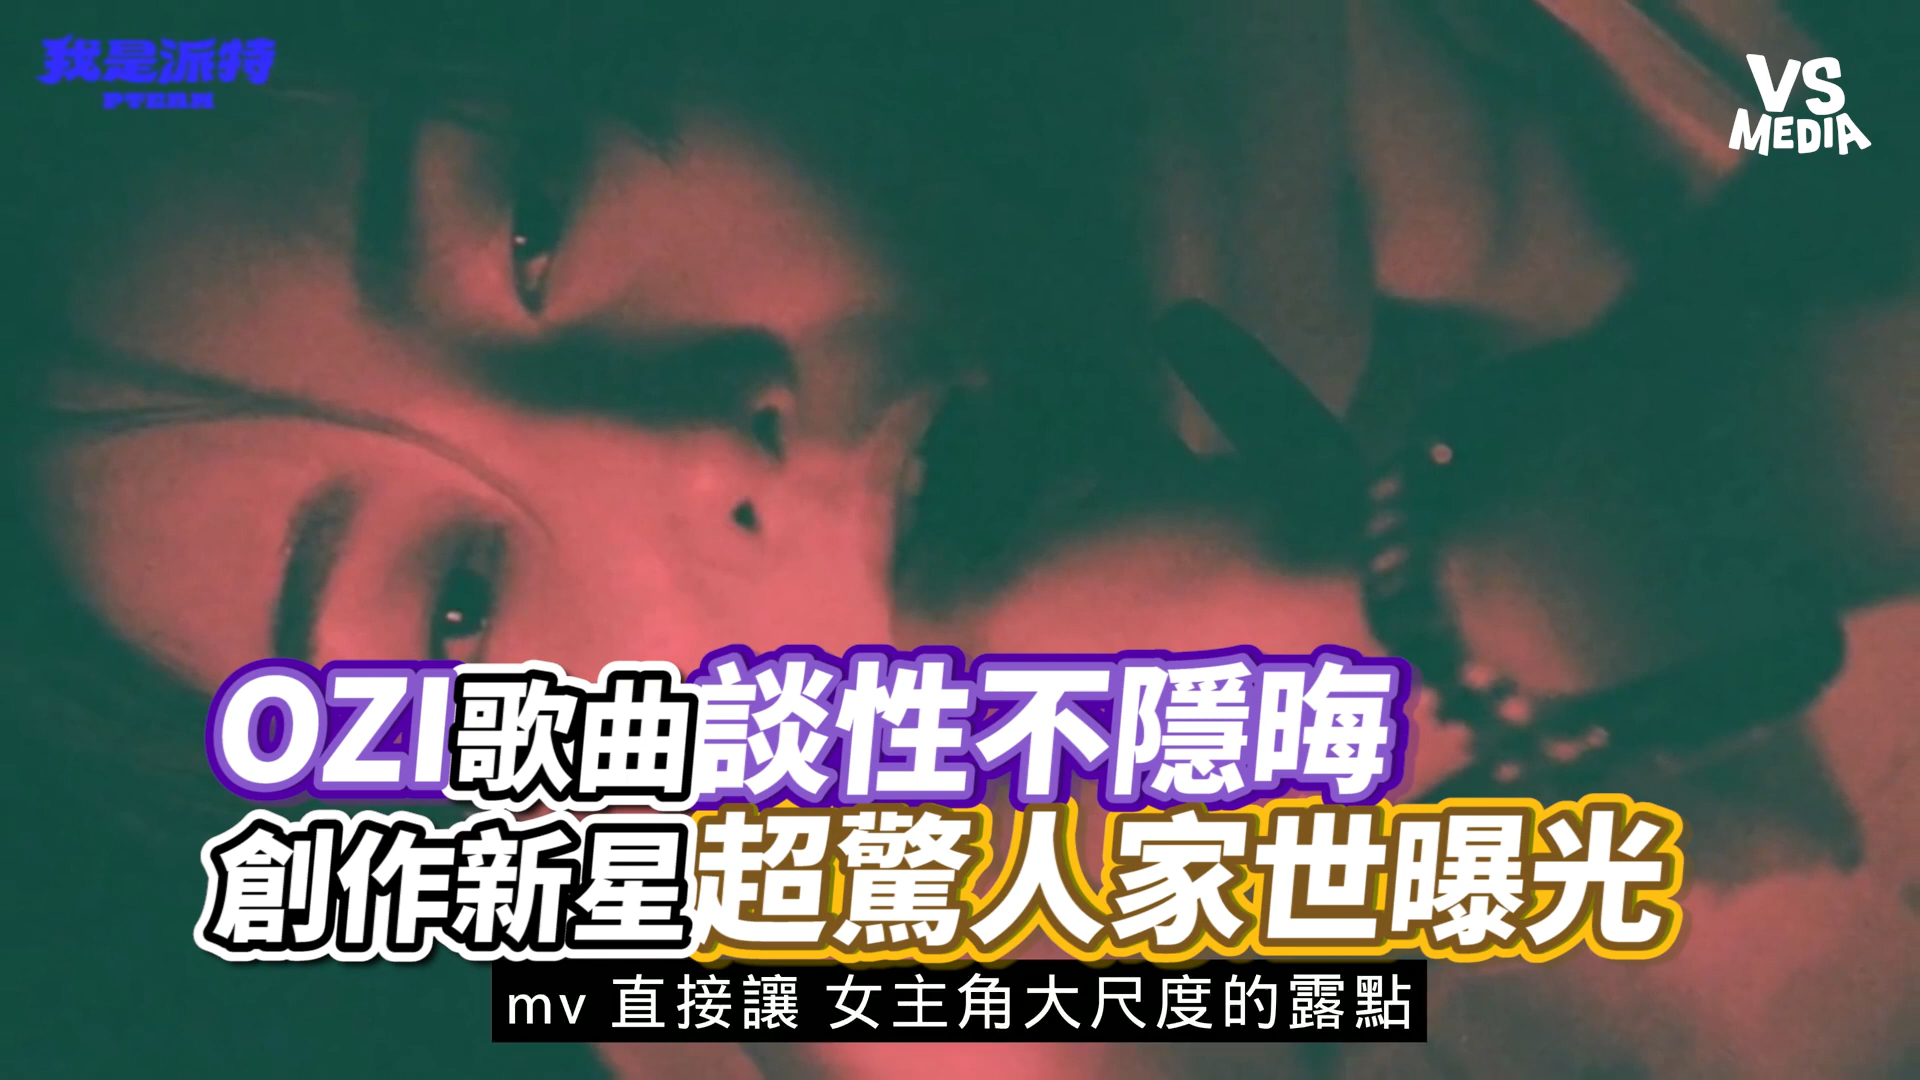 我是派特
PTERM
VS
MEDIA
OZI歌曲談性不隱晦
創作新星超驚人家世曝光
mv 直接讓 女主角大尺度的露點